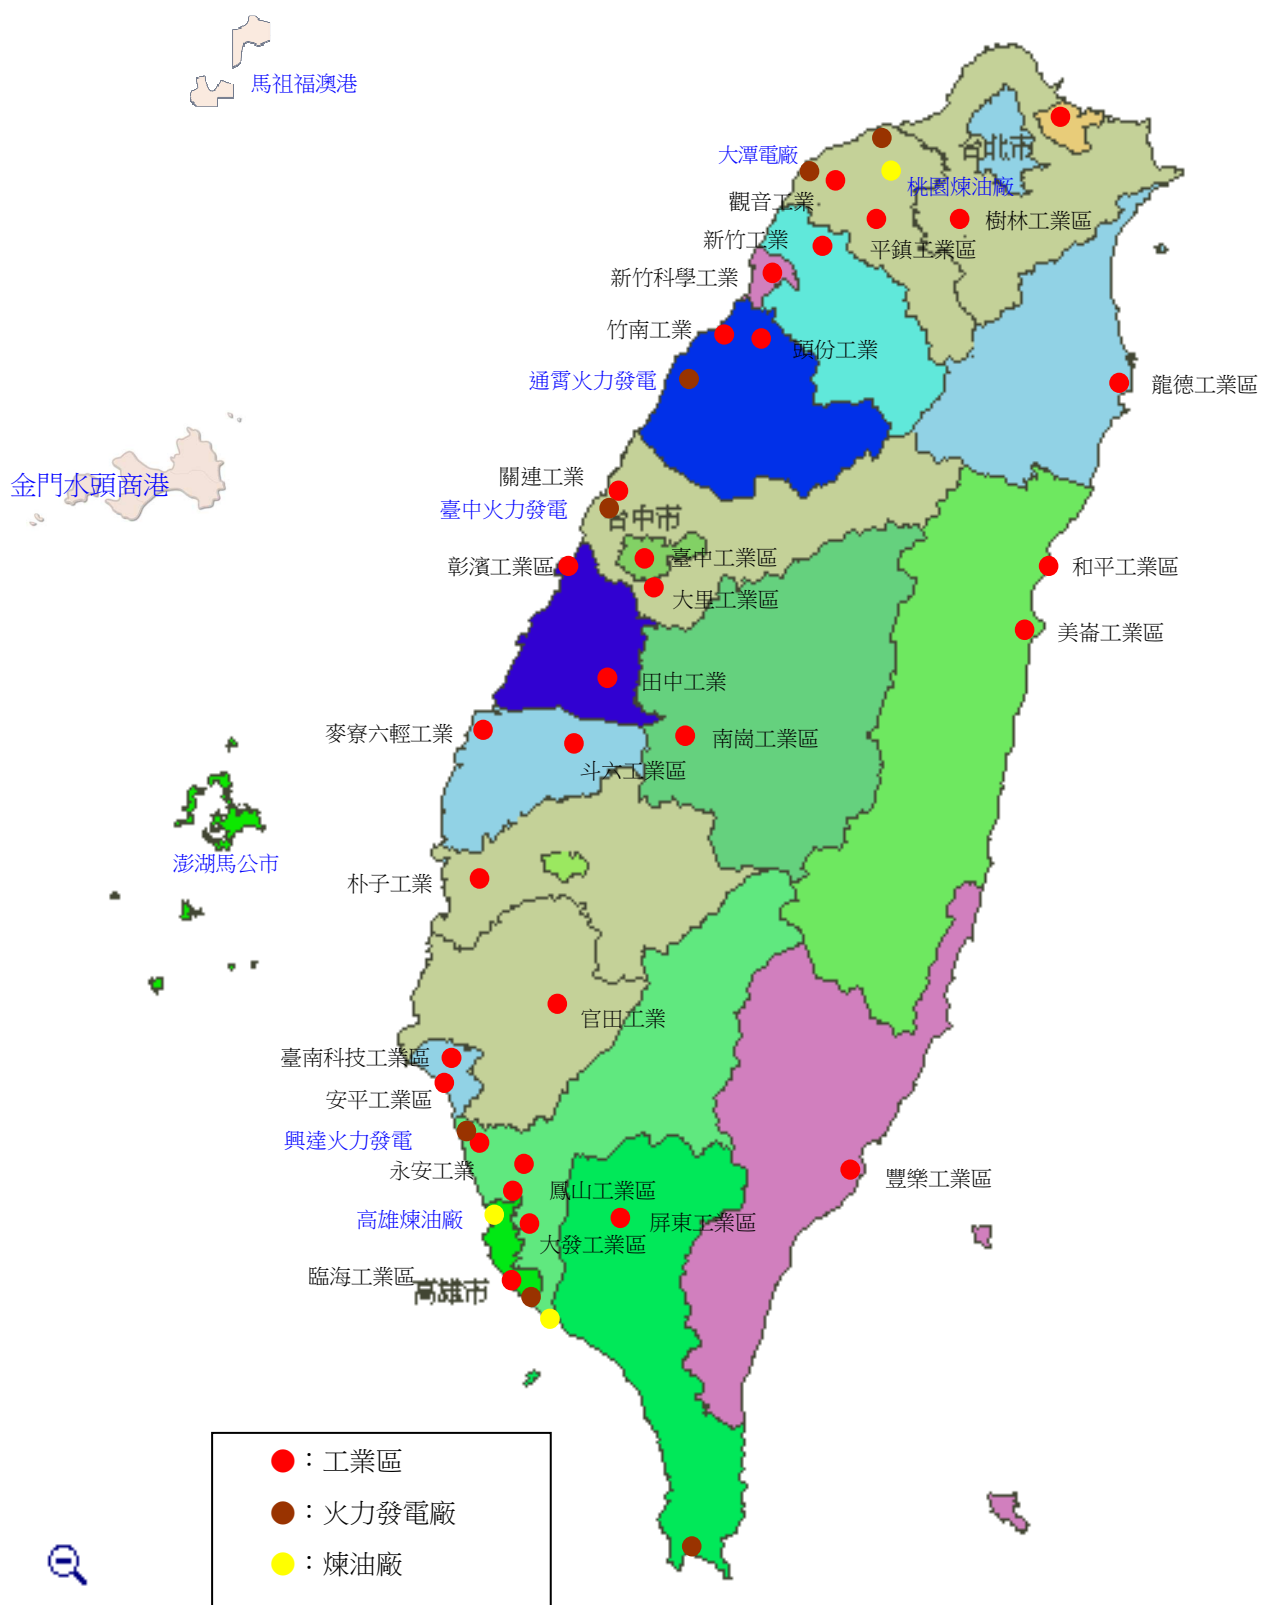 馬祖福澳港
台北市
大潭電廠
桃園煉油廠
觀音工業
樹林工業區
新竹工業
平鎮工業區
新竹科學工業
竹南工業
頭份工業
通霄火力發電
龍德工業區
關連工業
金門水頭商港
臺中火力發電
台中市
臺中工業區
彰濱工業區
和平工業區
大里工業區
美崙工業區
田中工業
麥寮六輕工業
南崗工業區
斗六工業區
澎湖馬公市
朴子工業
官田工業
臺南科技工業區
安平工業區
興達火力發電
永安工業
豐樂工業區
鳳山工業區
高雄煉油廠
屏東工業區
大發工業區
臨海工業區
高雄市
：工業區
：火力發電廠
：煉油廠